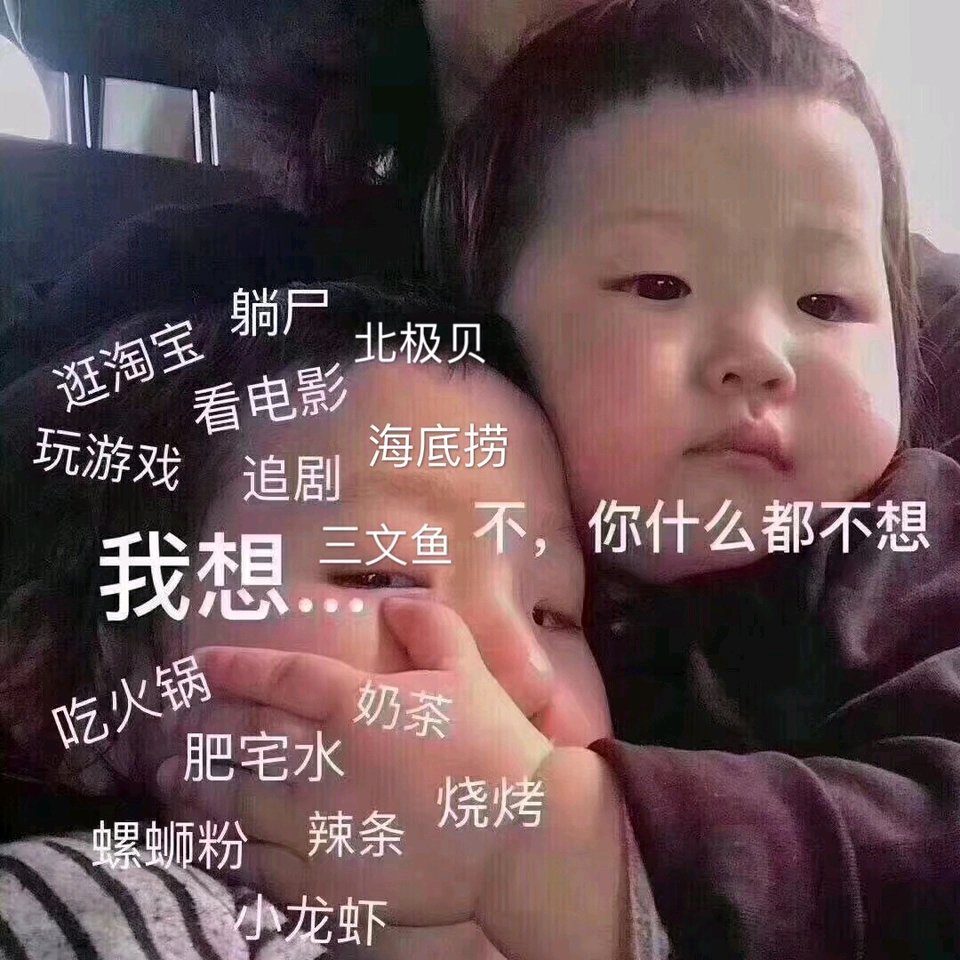 躺尸
北极贝
逛淘宝
看电影
玩游戏
海底捞
追剧
三文鱼
不，你什么都不想
我想...
吃火锅
奶茶
肥宅水
烧烤
辣条
螺蛳粉
小龙虾